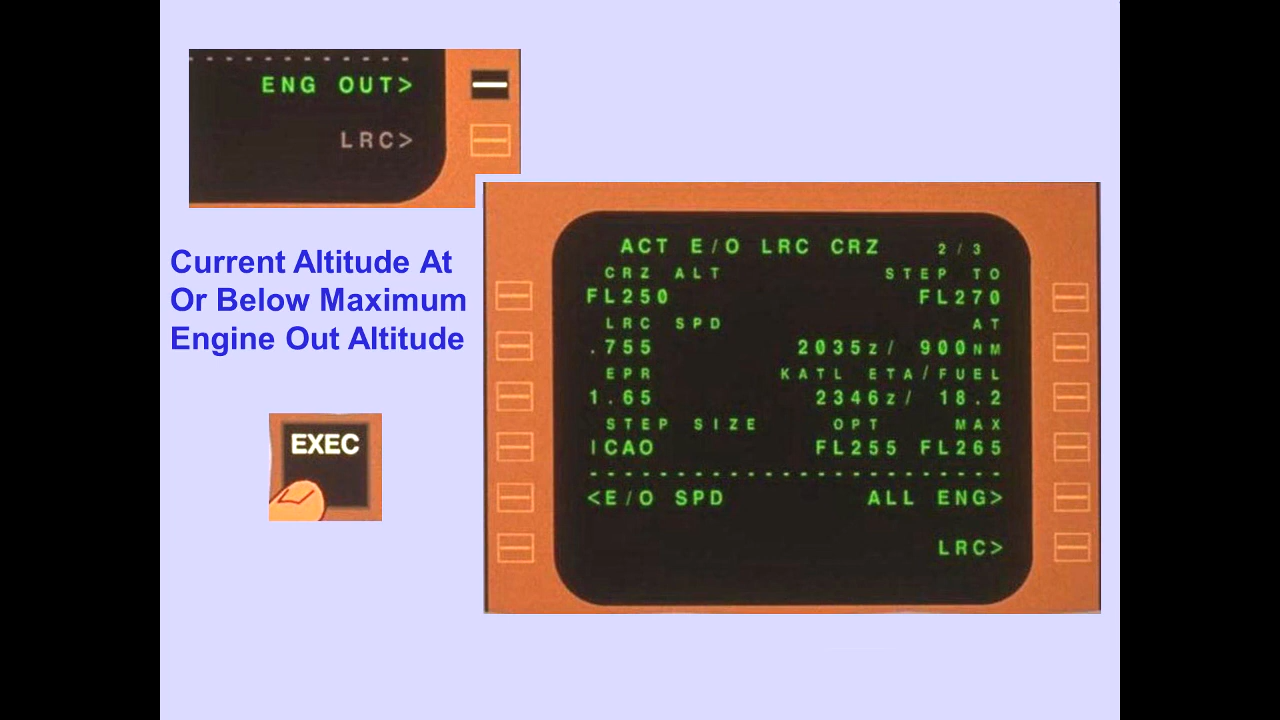 ENG OUT>
LRC>
Current Altitude At
Or Below Maximum
Engine Out Altitude
EXEC
ACT E/O LRC CRZ 2/3
CRZ ALT STEP TO
FL250 FL270
LRC SPD AT
.755 2035z/ 900NM
EPR KATL ETA/FUEL
1.65 2346z/ 18.2
STEP SIZE OPT MAX
ICAO FL255 FL265
<E/O SPD ALL ENG>
LRC>